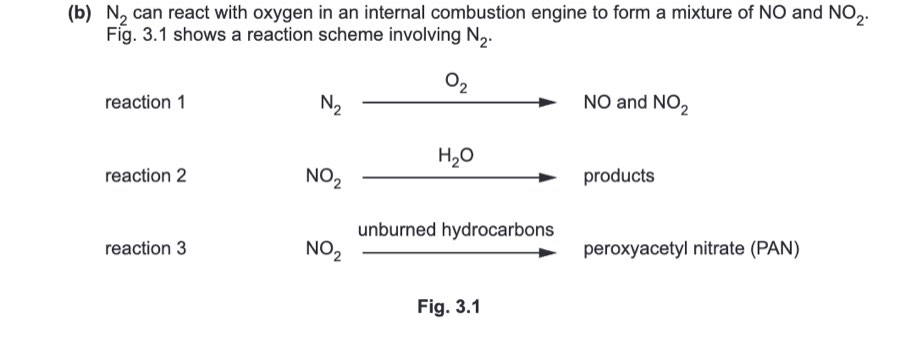 (b) N₂ can react with oxygen in an internal combustion engine to form a mixture of NO and NO₂.
Fig. 3.1 shows a reaction scheme involving N₂.
O₂
reaction 1 N₂ NO and NO₂
H₂O
reaction 2 NO₂ products
unburned hydrocarbons
reaction 3 NO₂ peroxyacetyl nitrate (PAN)
Fig. 3.1